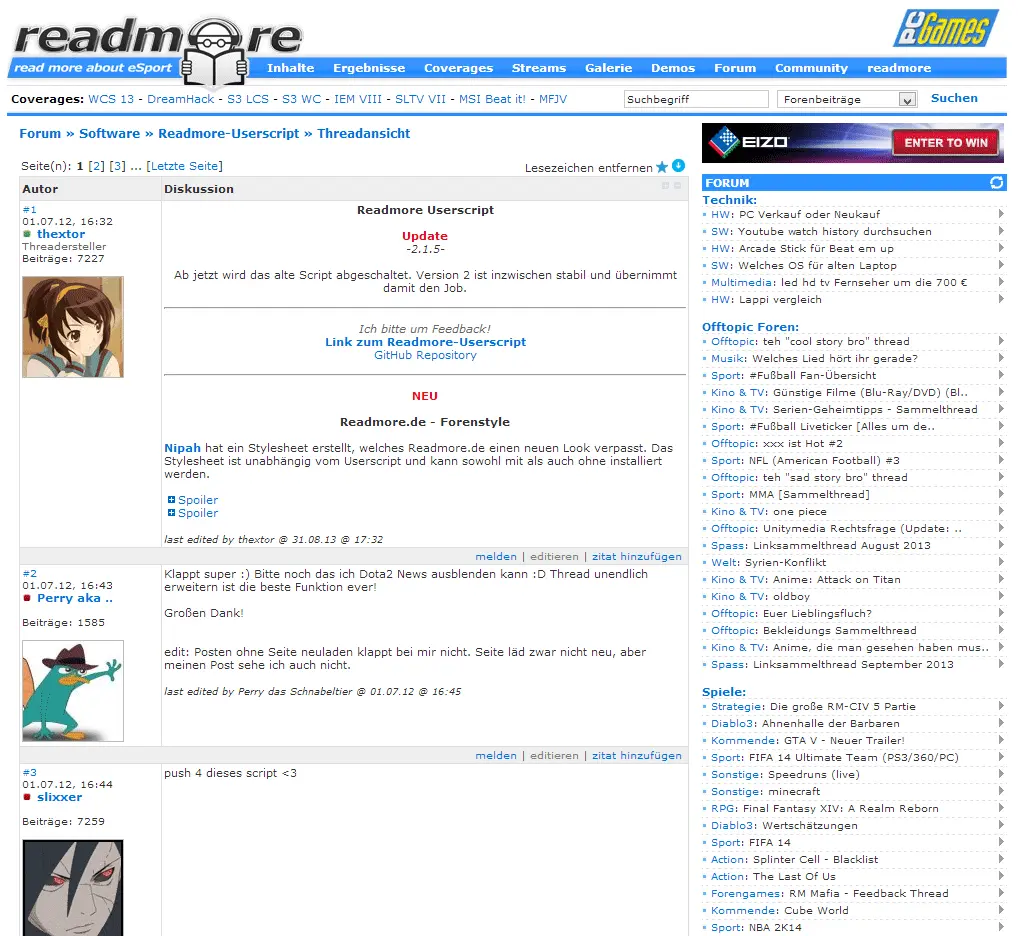 readmore
read more about eSport
PC Games
Inhalte Ergebnisse Coverages Streams Galerie Demos Forum Community readmore
Coverages: WCS 13 - DreamHack - S3 LCS - S3 WC - IEM VIII - SLTV VII - MSI Beat it! - MFJV
Suchbegriff Forenbeiträge Suchen
Forum » Software » Readmore-Userscript » Threadansicht
Seite(n): 1 [2] [3] ... [Letzte Seite]
Lesezeichen entfernen
Autor Diskussion
#1
01.07.12, 16:32
thextor
Threadersteller
Beiträge: 7227
Readmore Userscript
Update
-2.1.5-
Ab jetzt wird das alte Script abgeschaltet. Version 2 ist inzwischen stabil und übernimmt
damit den Job.
Ich bitte um Feedback!
Link zum Readmore-Userscript
GitHub Repository
NEU
Readmore.de - Forenstyle
Nipah hat ein Stylesheet erstellt, welches Readmore.de einen neuen Look verpasst. Das
Stylesheet ist unabhängig vom Userscript und kann sowohl mit als auch ohne installiert
werden.
Spoiler
Spoiler
last edited by thextor @ 31.08.13 @ 17:32
melden | editieren | zitat hinzufügen
#2
01.07.12, 16:43
Perry aka ..
Beiträge: 1585
Klappt super :) Bitte noch das ich Dota2 News ausblenden kann :D Thread unendlich
erweitern ist die beste Funktion ever!
Großen Dank!
edit: Posten ohne Seite neuladen klappt bei mir nicht. Seite läd zwar nicht neu, aber
meinen Post sehe ich auch nicht.
last edited by Perry das Schnabeltier @ 01.07.12 @ 16:45
melden | editieren | zitat hinzufügen
#3
01.07.12, 16:44
slixxer
Beiträge: 7259
push 4 dieses script <3
EIZO ENTER TO WIN
FORUM
Technik:
HW: PC Verkauf oder Neukauf
SW: Youtube watch history durchsuchen
HW: Arcade Stick für Beat em up
SW: Welches OS für alten Laptop
Multimedia: led hd tv Fernseher um die 700 €
HW: Lappi vergleich
Offtopic Foren:
Offtopic: teh "cool story bro" thread
Musik: Welches Lied hört ihr gerade?
Sport: #Fußball Fan-Übersicht
Kino & TV: Günstige Filme (Blu-Ray/DVD) (Bl..
Kino & TV: Serien-Geheimtipps - Sammelthread
Sport: #Fußball Liveticker [Alles um de..
Offtopic: xxx ist Hot #2
Sport: NFL (American Football) #3
Offtopic: teh "sad story bro" thread
Sport: MMA [Sammelthread]
Kino & TV: one piece
Offtopic: Unitymedia Rechtsfrage (Update: ..
Spass: Linksammelthread August 2013
Welt: Syrien-Konflikt
Kino & TV: Anime: Attack on Titan
Kino & TV: oldboy
Offtopic: Euer Lieblingsfluch?
Offtopic: Bekleidungs Sammelthread
Kino & TV: Anime, die man gesehen haben mus..
Spass: Linksammelthread September 2013
Spiele:
Strategie: Die große RM-CIV 5 Partie
Diablo3: Ahnenhalle der Barbaren
Kommende: GTA V - Neuer Trailer!
Sport: FIFA 14 Ultimate Team (PS3/360/PC)
Sonstige: Speedruns (live)
Sonstige: minecraft
RPG: Final Fantasy XIV: A Realm Reborn
Diablo3: Wertschätzungen
Sport: FIFA 14
Action: Splinter Cell - Blacklist
Action: The Last Of Us
Forengames: RM Mafia - Feedback Thread
Kommende: Cube World
Sport: NBA 2K14